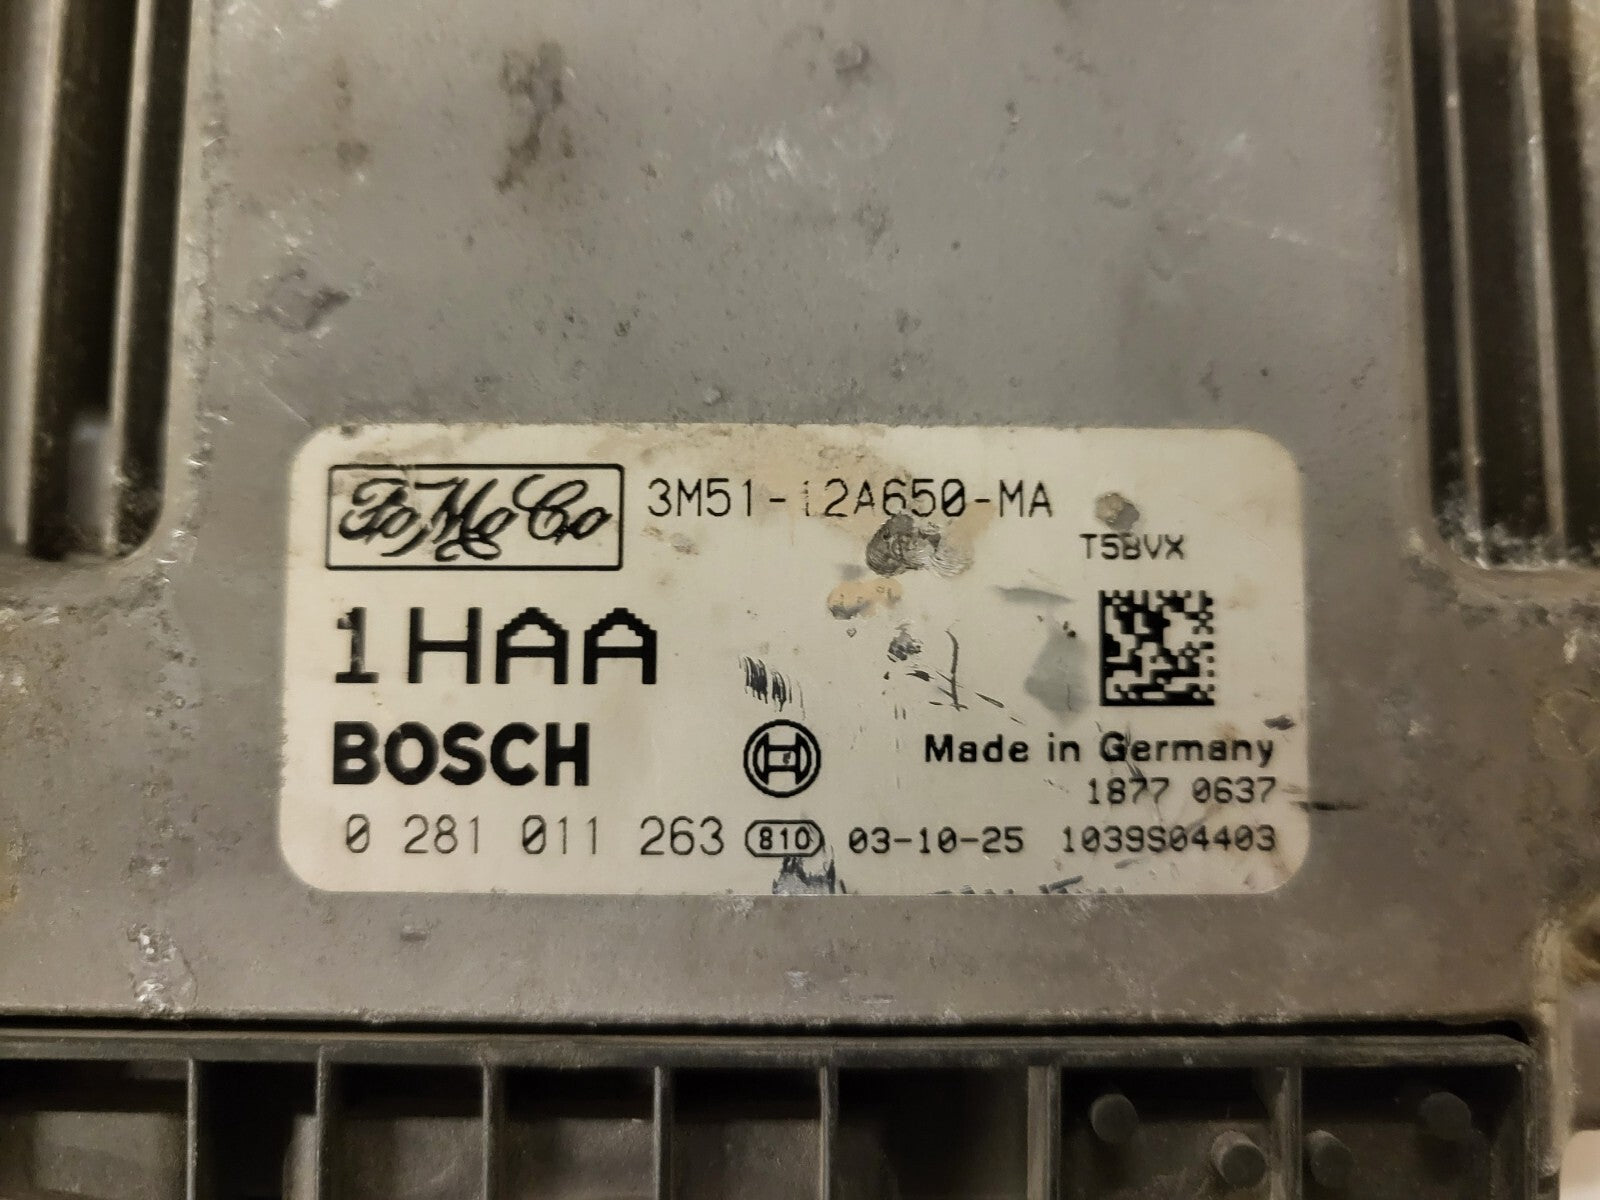 FoMoCo 3M51-12A650-MA
T5BVX
1HAA
BOSCH
Made in Germany
1877 0637
0 281 011 263 810 03-10-25 1039S04403